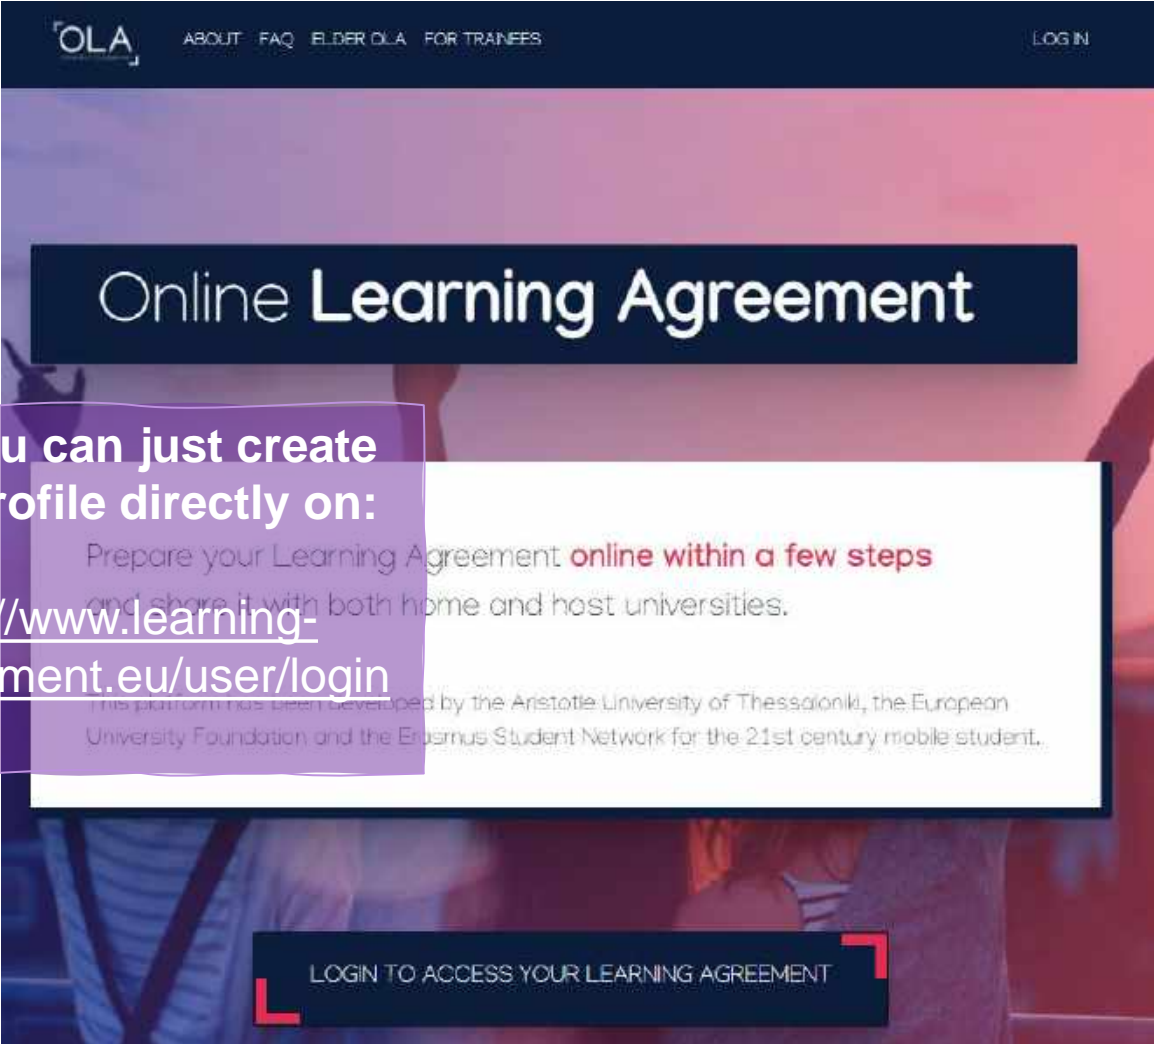 OLA
ABOUT FAQ ELDER OLA FOR TRAINEES
LOG IN
Online Learning Agreement
u can just create
rofile directly on:
//www.learning-
ment.eu/user/login
Prepare your Learning Agreement online within a few steps
and share it with both home and host universities.
This platform has been developed by the Aristotle University of Thessaloniki, the European
University Foundation and the Erasmus Student Network for the 21st century mobile student.
LOGIN TO ACCESS YOUR LEARNING AGREEMENT